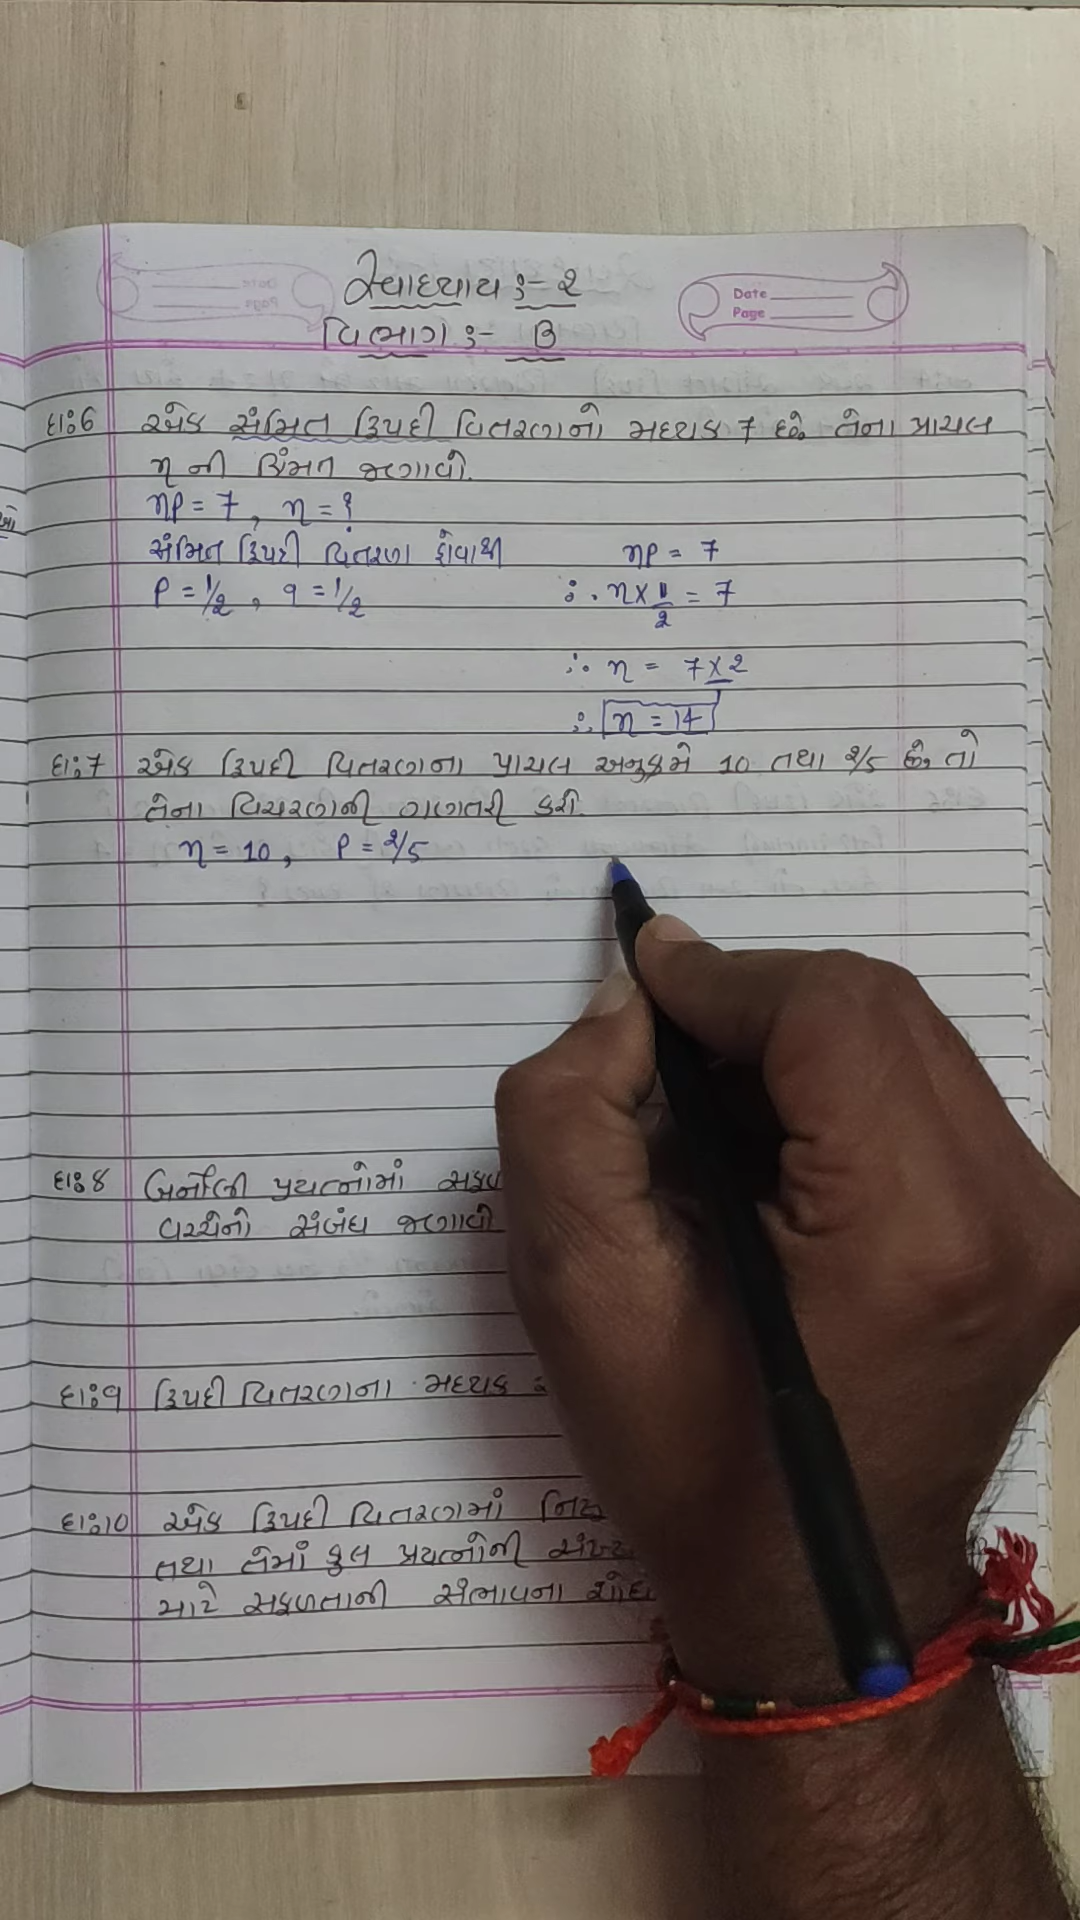 સ્વાધ્યાય :- ૨
Date
Page
વિભાગ :- B
દા:6 એક સંમિત દ્વિપદી વિતરણનો મધ્યક 7 છે. તેના પ્રાચલ
n ની કિંમત જણાવો.
np = 7, n = ?
સંમિત દ્વિપદી વિતરણ હોવાથી np = 7
p = 1/2, q = 1/2 ∴ n × 1/2 = 7
∴ n = 7 × 2
∴ n = 14
દા:7 એક દ્વિપદી વિતરણના પ્રાચલ અનુક્રમે 10 તથા 2/5 છે, તો
તેના વિચરણની ગણતરી કરો.
n = 10, p = 2/5
દા:8 બર્નોલી પ્રયત્નોમાં
વચ્ચેનો સંબંધ જણાવો
દા:9 દ્વિપદી વિતરણના મધ્યક
દા:10 એક દ્વિપદી વિતરણમાં
તથા તેમાં કુલ પ્રયત્નોની
માટે સફળતાની સંભાવના